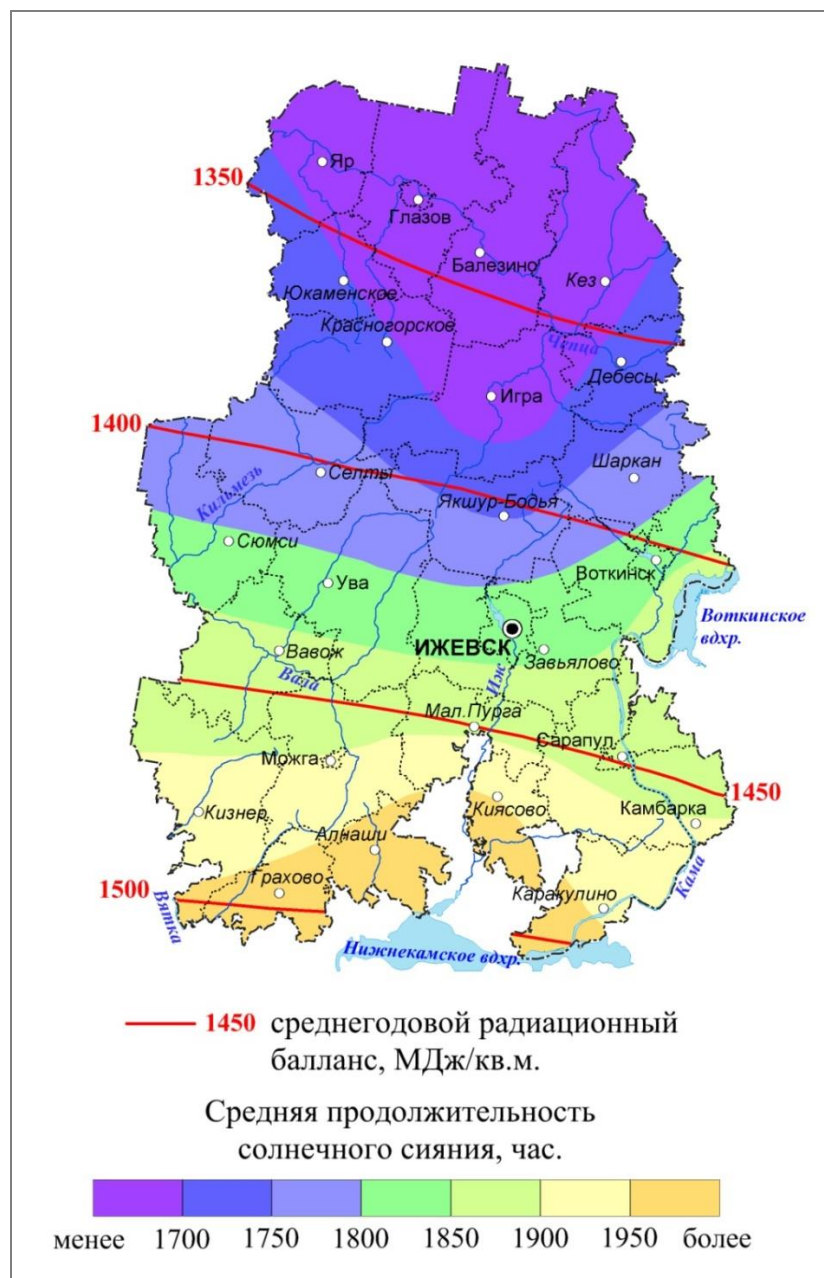 Яр
1350
Глазов
Балезино
Кез
Юкаменское
Красногорское
Чепца
Дебесы
Игра
1400
Шаркан
Селты
Кильмезь
Якшур-Бодья
Сюмси
Воткинск
Ува
Воткинское
вдхр.
ИЖЕВСК
Завьялово
Вавож
Вала
Иж
Мал.Пурга
Сарапул
Можга
1450
Кизнер
Киясово
Камбарка
Алнаши
1500
Грахово
Каракулино
Кама
Вятка
Нижнекамское вдхр.
1450 среднегодовой радиационный
балланс, МДж/кв.м.
Средняя продолжительность
солнечного сияния, час.
менее 1700 1750 1800 1850 1900 1950 более